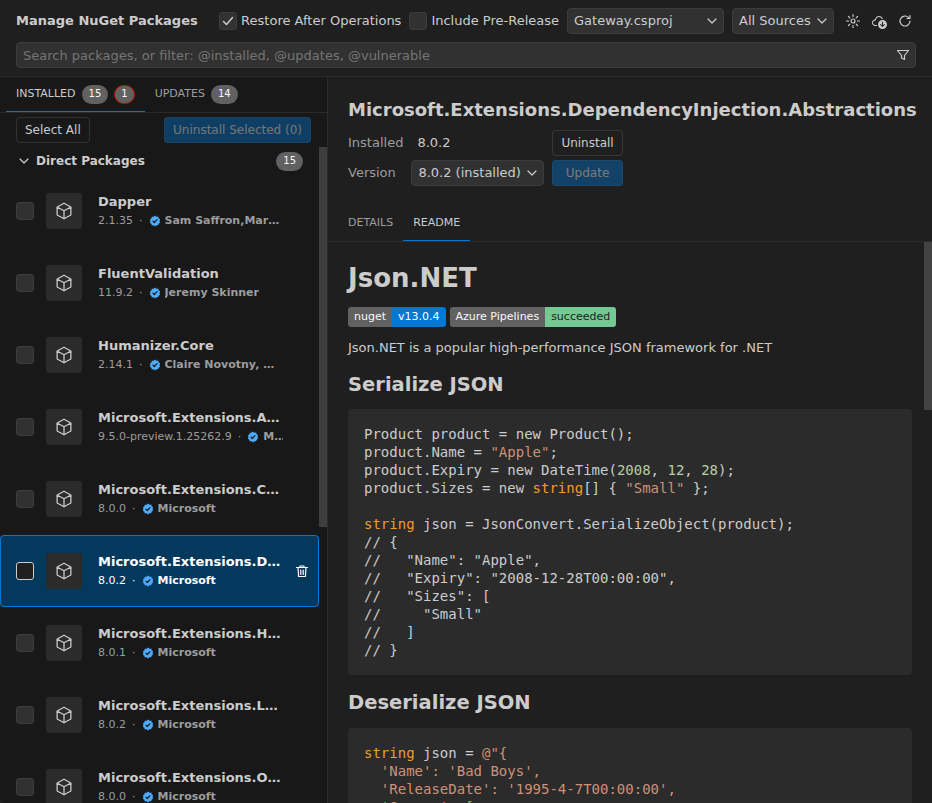 Manage NuGet Packages
Restore After Operations
Include Pre-Release
Gateway.csproj
All Sources
Search packages, or filter: @installed, @updates, @vulnerable
INSTALLED 15 1 UPDATES 14
Select All
Uninstall Selected (0)
Direct Packages 15
Dapper
2.1.35 · Sam Saffron,Mar...
FluentValidation
11.9.2 · Jeremy Skinner
Humanizer.Core
2.14.1 · Claire Novotny, ...
Microsoft.Extensions.A...
9.5.0-preview.1.25262.9 · M...
Microsoft.Extensions.C...
8.0.0 · Microsoft
Microsoft.Extensions.D...
8.0.2 · Microsoft
Microsoft.Extensions.H...
8.0.1 · Microsoft
Microsoft.Extensions.L...
8.0.2 · Microsoft
Microsoft.Extensions.O...
8.0.0 · Microsoft
Microsoft.Extensions.DependencyInjection.Abstractions
Installed 8.0.2 Uninstall
Version 8.0.2 (installed) Update
DETAILS README
Json.NET
nuget v13.0.4 Azure Pipelines succeeded
Json.NET is a popular high-performance JSON framework for .NET
Serialize JSON
Product product = new Product();
product.Name = "Apple";
product.Expiry = new DateTime(2008, 12, 28);
product.Sizes = new string[] { "Small" };
string json = JsonConvert.SerializeObject(product);
// {
//   "Name": "Apple",
//   "Expiry": "2008-12-28T00:00:00",
//   "Sizes": [
//     "Small"
//   ]
// }
Deserialize JSON
string json = @"{
  'Name': 'Bad Boys',
  'ReleaseDate': '1995-4-7T00:00:00',